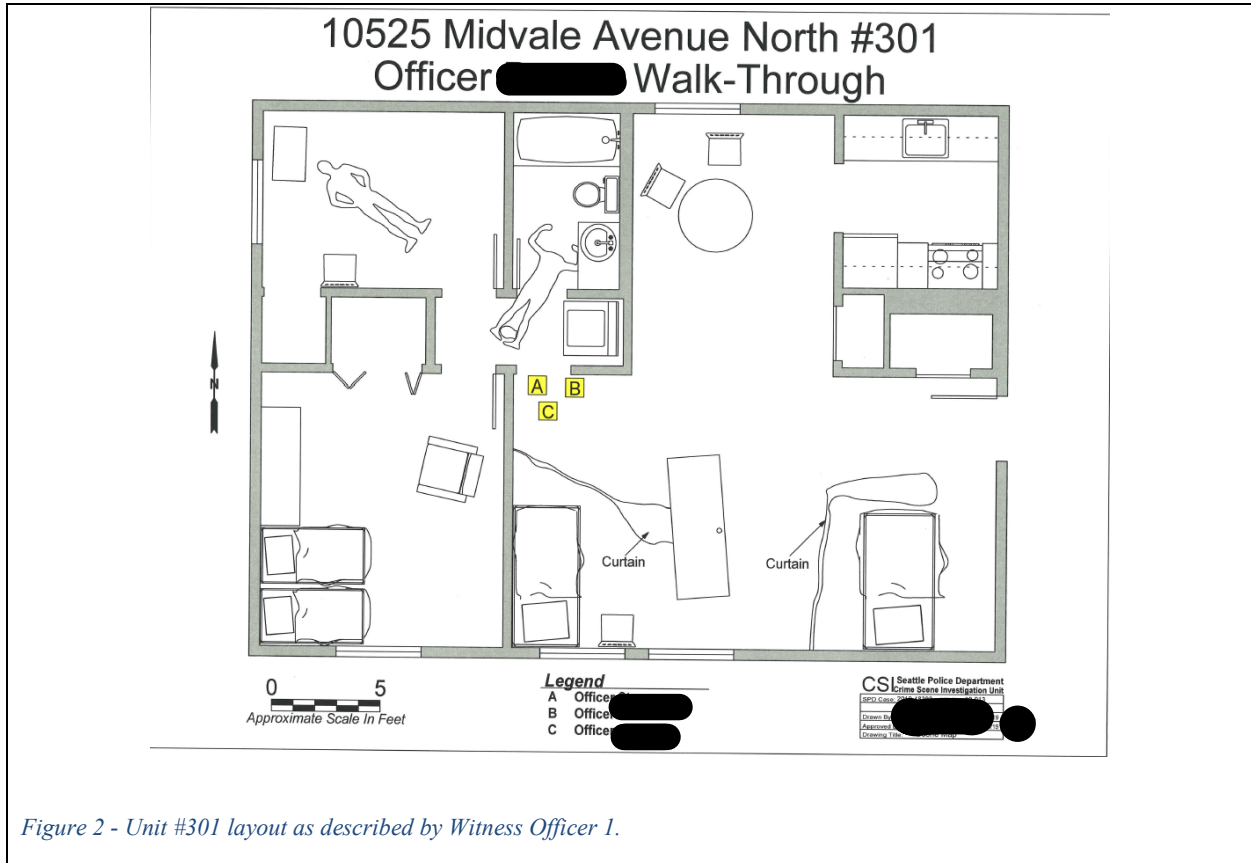 10525 Midvale Avenue North #301
Officer Walk-Through
N
A B
C
Curtain
Curtain
0 5
Approximate Scale In Feet
Legend
A Officer
B Officer
C Officer
CSI Seattle Police Department
Crime Scene Investigation Unit
SPD Case:
Drawn By
Approved
Drawing Title: Map
Figure 2 - Unit #301 layout as described by Witness Officer 1.